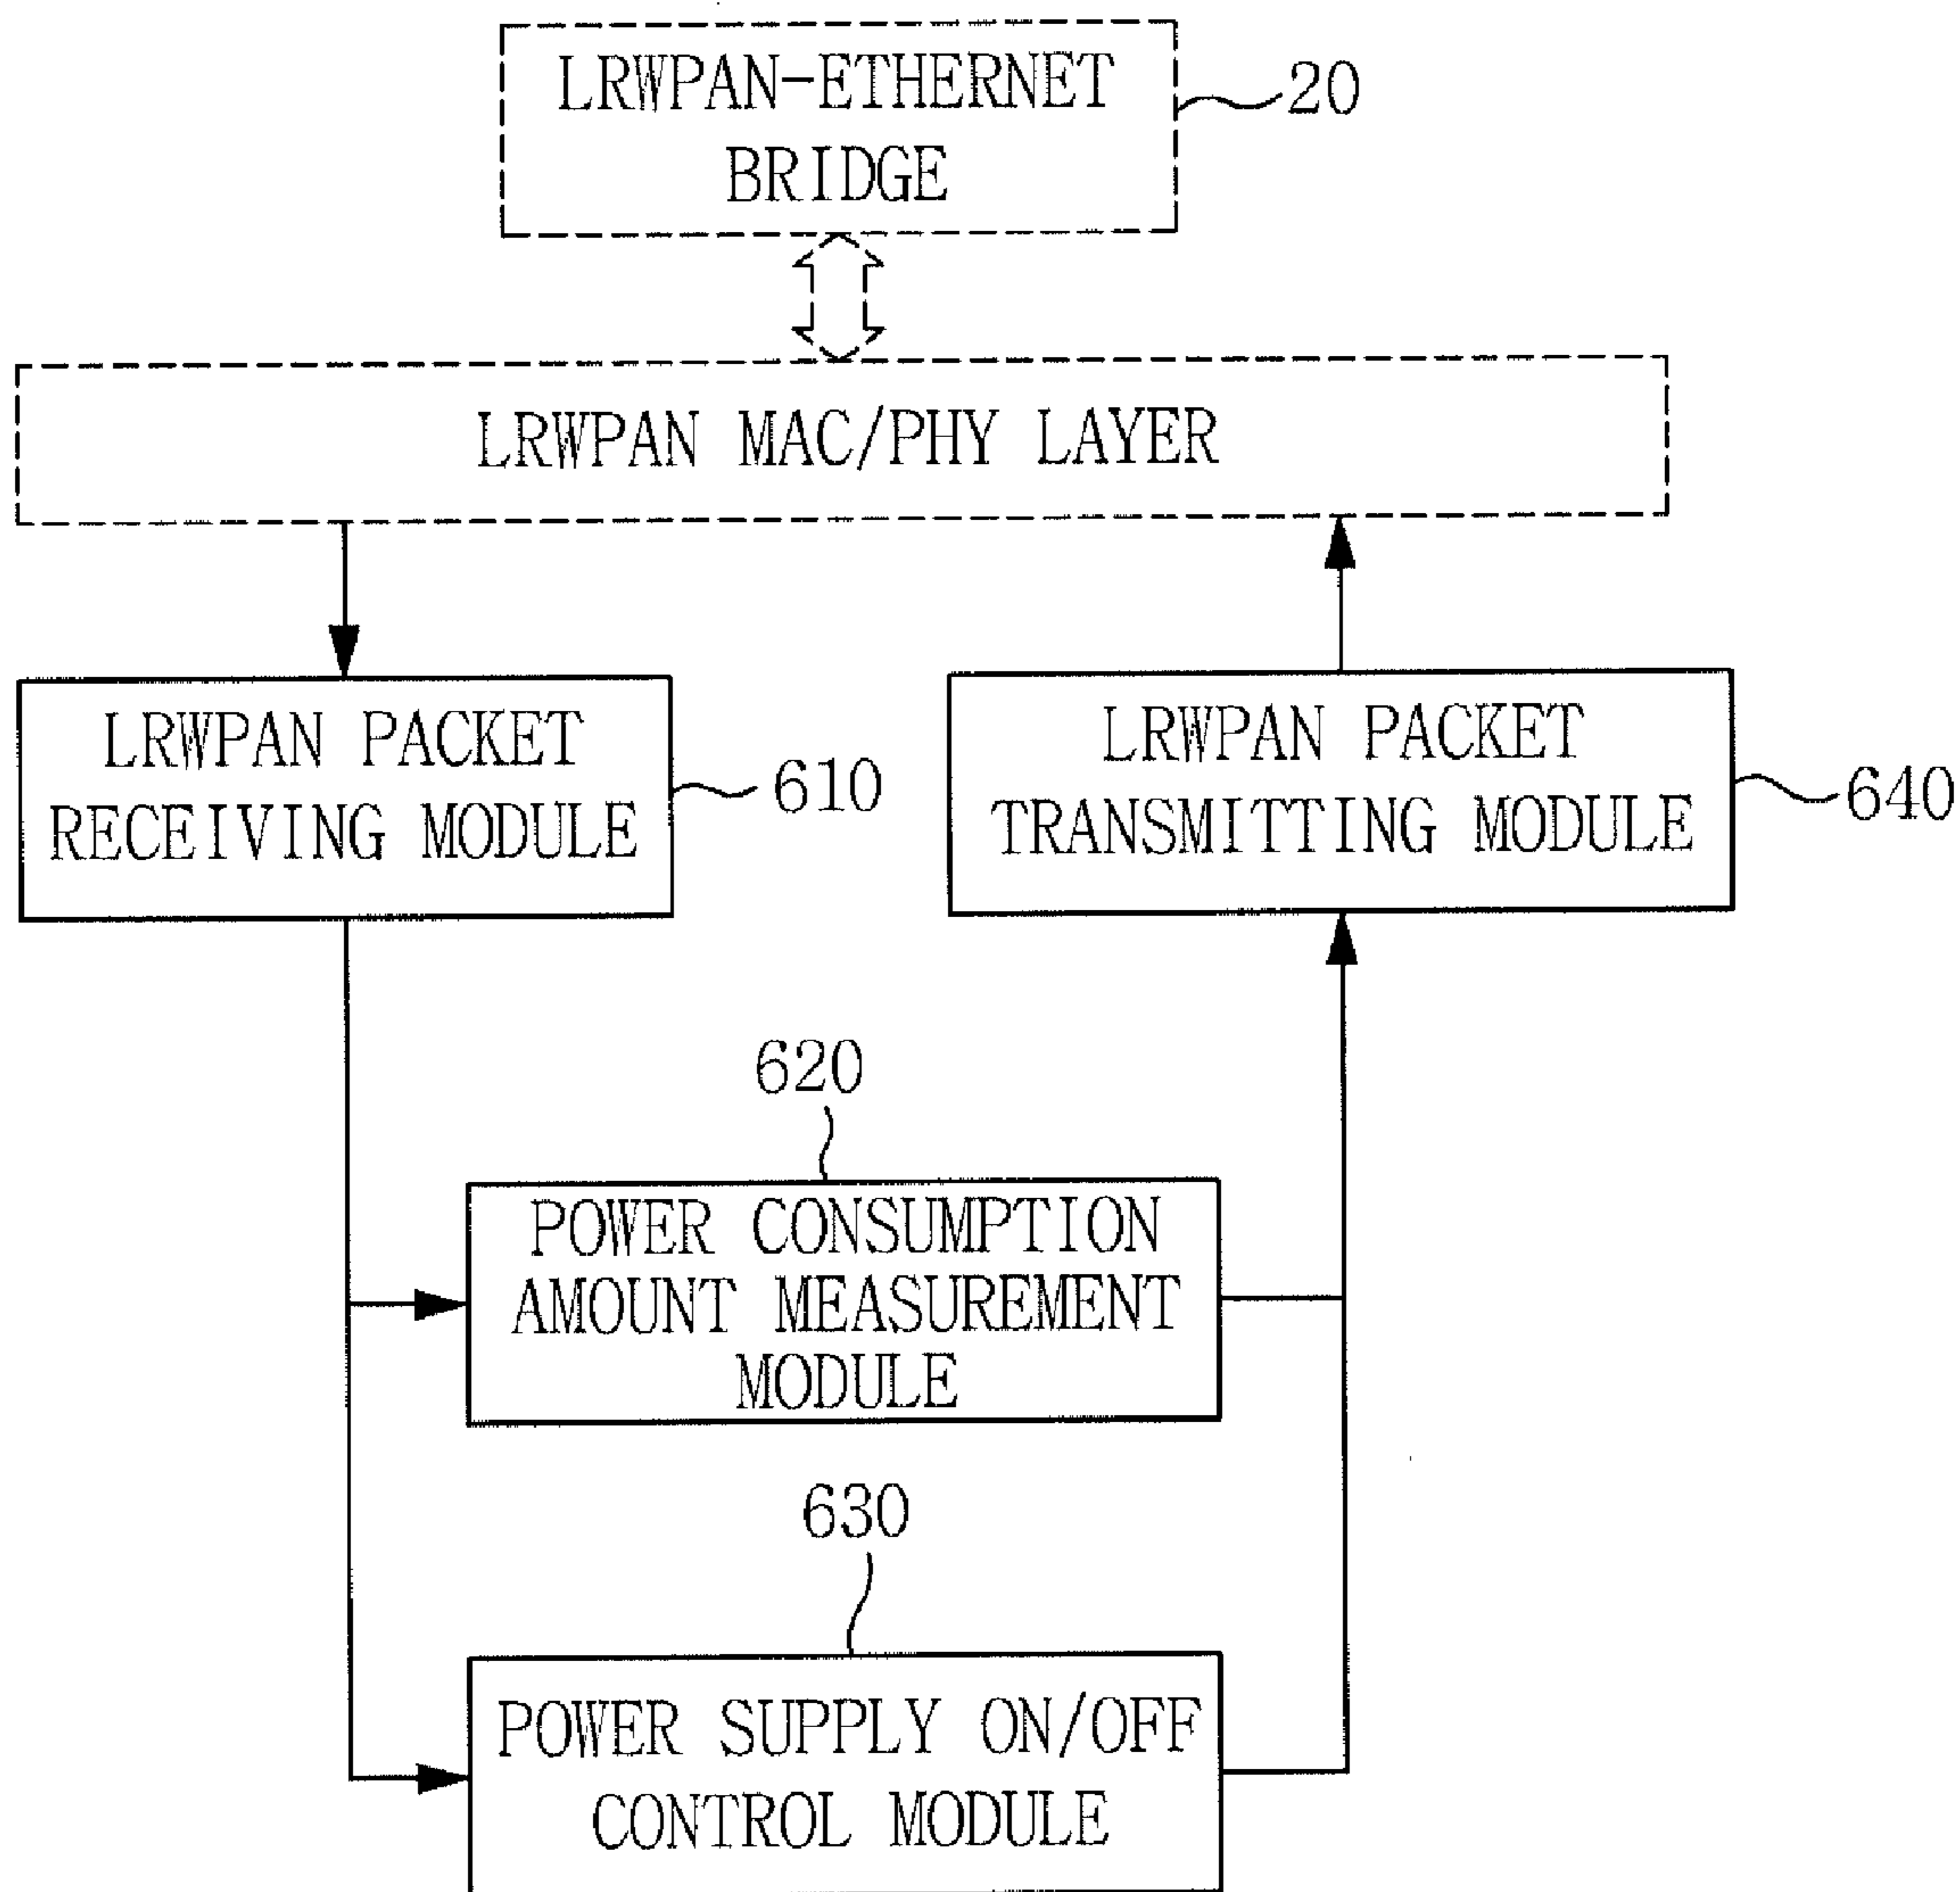 LRWPAN-ETHERNET
BRIDGE
20
LRWPAN MAC/PHY LAYER
LRWPAN PACKET
RECEIVING MODULE
610
LRWPAN PACKET
TRANSMITTING MODULE
640
620
POWER CONSUMPTION
AMOUNT MEASUREMENT
MODULE
630
POWER SUPPLY ON/OFF
CONTROL MODULE